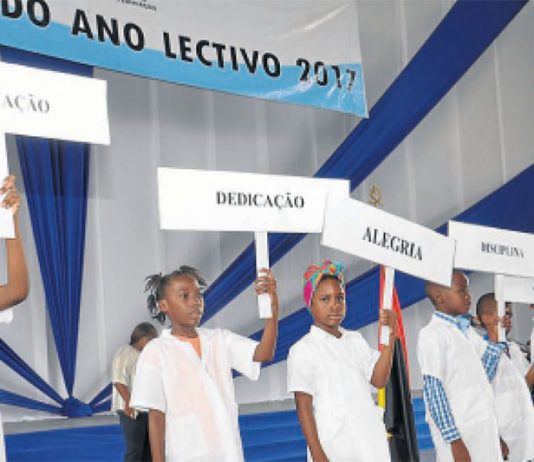 DO ANO LECTIVO 2017
AÇÃO
DEDICAÇÃO
ALEGRIA
DISCIPLINA